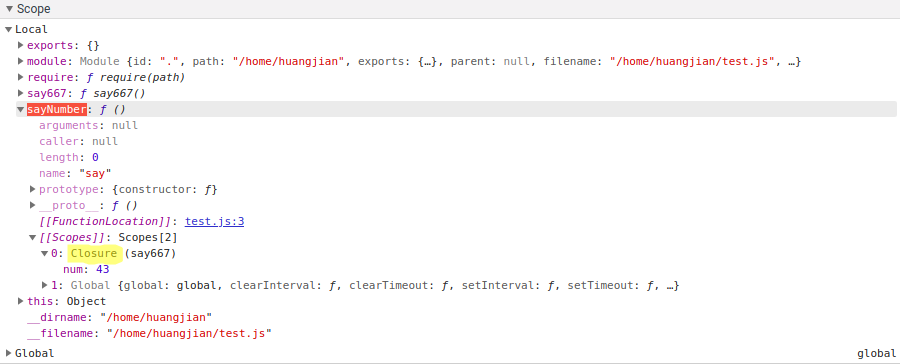 Scope
Local
exports: {}
module: Module {id: ".", path: "/home/huangjian", exports: {…}, parent: null, filename: "/home/huangjian/test.js", …}
require: ƒ require(path)
say667: ƒ say667()
sayNumber: ƒ ()
arguments: null
caller: null
length: 0
name: "say"
prototype: {constructor: ƒ}
__proto__: ƒ ()
[[FunctionLocation]]: test.js:3
[[Scopes]]: Scopes[2]
0: Closure (say667)
num: 43
1: Global {global: global, clearInterval: ƒ, clearTimeout: ƒ, setInterval: ƒ, setTimeout: ƒ, …}
this: Object
__dirname: "/home/huangjian"
__filename: "/home/huangjian/test.js"
Global global